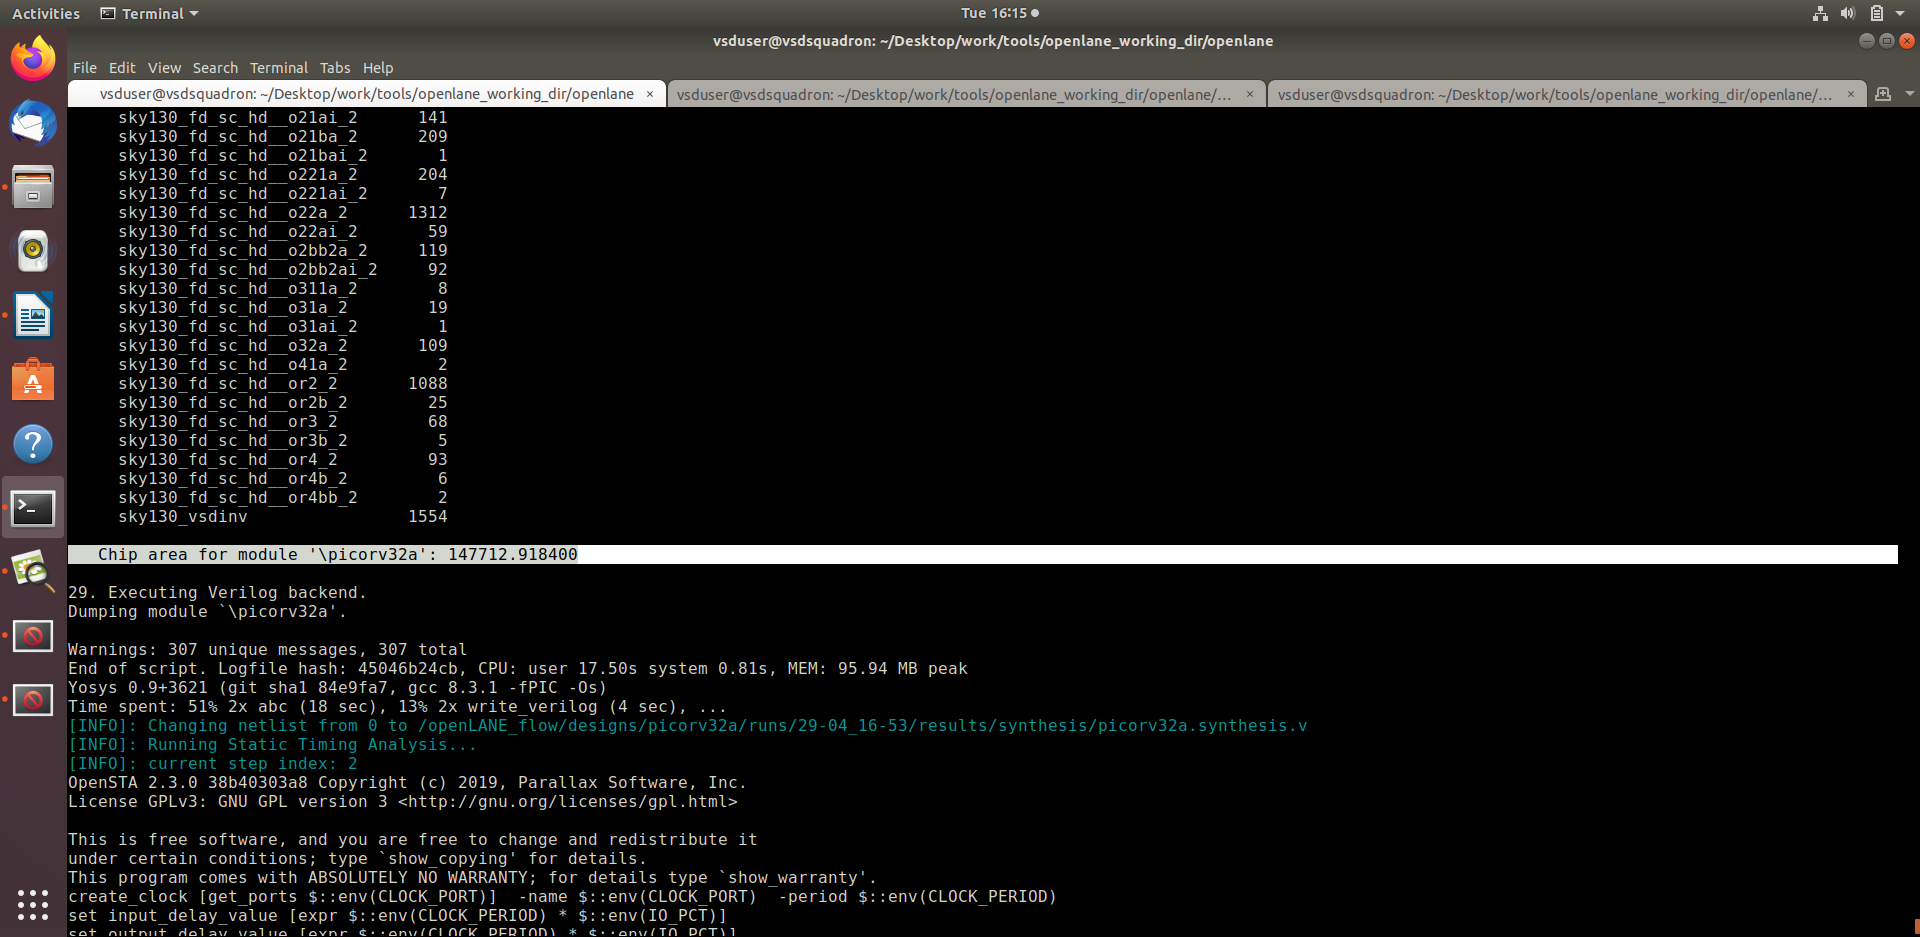 Activities Terminal Tue 16:15
vsduser@vsdsquadron: ~/Desktop/work/tools/openlane_working_dir/openlane
File Edit View Search Terminal Tabs Help
vsduser@vsdsquadron: ~/Desktop/work/tools/openlane_working_dir/openlane × vsduser@vsdsquadron: ~/Desktop/work/tools/openlane_working_dir/openlane/... × vsduser@vsdsquadron: ~/Desktop/work/tools/openlane_working_dir/openlane/... ×
sky130_fd_sc_hd__o21ai_2 141
sky130_fd_sc_hd__o21ba_2 209
sky130_fd_sc_hd__o21bai_2 1
sky130_fd_sc_hd__o221a_2 204
sky130_fd_sc_hd__o221ai_2 7
sky130_fd_sc_hd__o22a_2 1312
sky130_fd_sc_hd__o22ai_2 59
sky130_fd_sc_hd__o2bb2a_2 119
sky130_fd_sc_hd__o2bb2ai_2 92
sky130_fd_sc_hd__o311a_2 8
sky130_fd_sc_hd__o31a_2 19
sky130_fd_sc_hd__o31ai_2 1
sky130_fd_sc_hd__o32a_2 109
sky130_fd_sc_hd__o41a_2 2
sky130_fd_sc_hd__or2_2 1088
sky130_fd_sc_hd__or2b_2 25
sky130_fd_sc_hd__or3_2 68
sky130_fd_sc_hd__or3b_2 5
sky130_fd_sc_hd__or4_2 93
sky130_fd_sc_hd__or4b_2 6
sky130_fd_sc_hd__or4bb_2 2
sky130_vsdinv 1554
Chip area for module '\picorv32a': 147712.918400
29. Executing Verilog backend.
Dumping module `\picorv32a'.
Warnings: 307 unique messages, 307 total
End of script. Logfile hash: 45046b24cb, CPU: user 17.50s system 0.81s, MEM: 95.94 MB peak
Yosys 0.9+3621 (git sha1 84e9fa7, gcc 8.3.1 -fPIC -Os)
Time spent: 51% 2x abc (18 sec), 13% 2x write_verilog (4 sec), ...
[INFO]: Changing netlist from 0 to /openLANE_flow/designs/picorv32a/runs/29-04_16-53/results/synthesis/picorv32a.synthesis.v
[INFO]: Running Static Timing Analysis...
[INFO]: current step index: 2
OpenSTA 2.3.0 38b40303a8 Copyright (c) 2019, Parallax Software, Inc.
License GPLv3: GNU GPL version 3 <http://gnu.org/licenses/gpl.html>
This is free software, and you are free to change and redistribute it
under certain conditions; type `show_copying' for details.
This program comes with ABSOLUTELY NO WARRANTY; for details type `show_warranty'.
create_clock [get_ports $::env(CLOCK_PORT)]  -name $::env(CLOCK_PORT)  -period $::env(CLOCK_PERIOD)
set input_delay_value [expr $::env(CLOCK_PERIOD) * $::env(IO_PCT)]
set output_delay_value [expr $::env(CLOCK_PERIOD) * $::env(IO_PCT)]